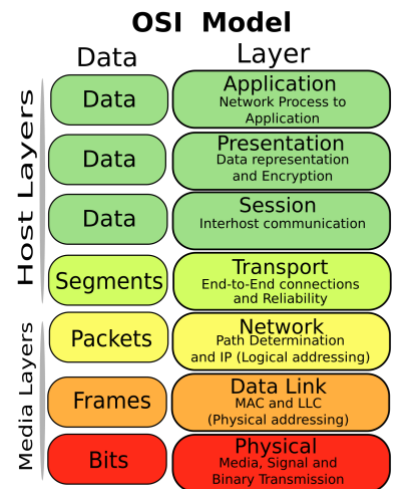 OSI Model
Data
Layer
Host Layers
Data
Application
Network Process to
Application
Data
Presentation
Data representation
and Encryption
Data
Session
Interhost communication
Segments
Transport
End-to-End connections
and Reliability
Media Layers
Packets
Network
Path Determination
and IP (Logical addressing)
Frames
Data Link
MAC and LLC
(Physical addressing)
Bits
Physical
Media, Signal and
Binary Transmission